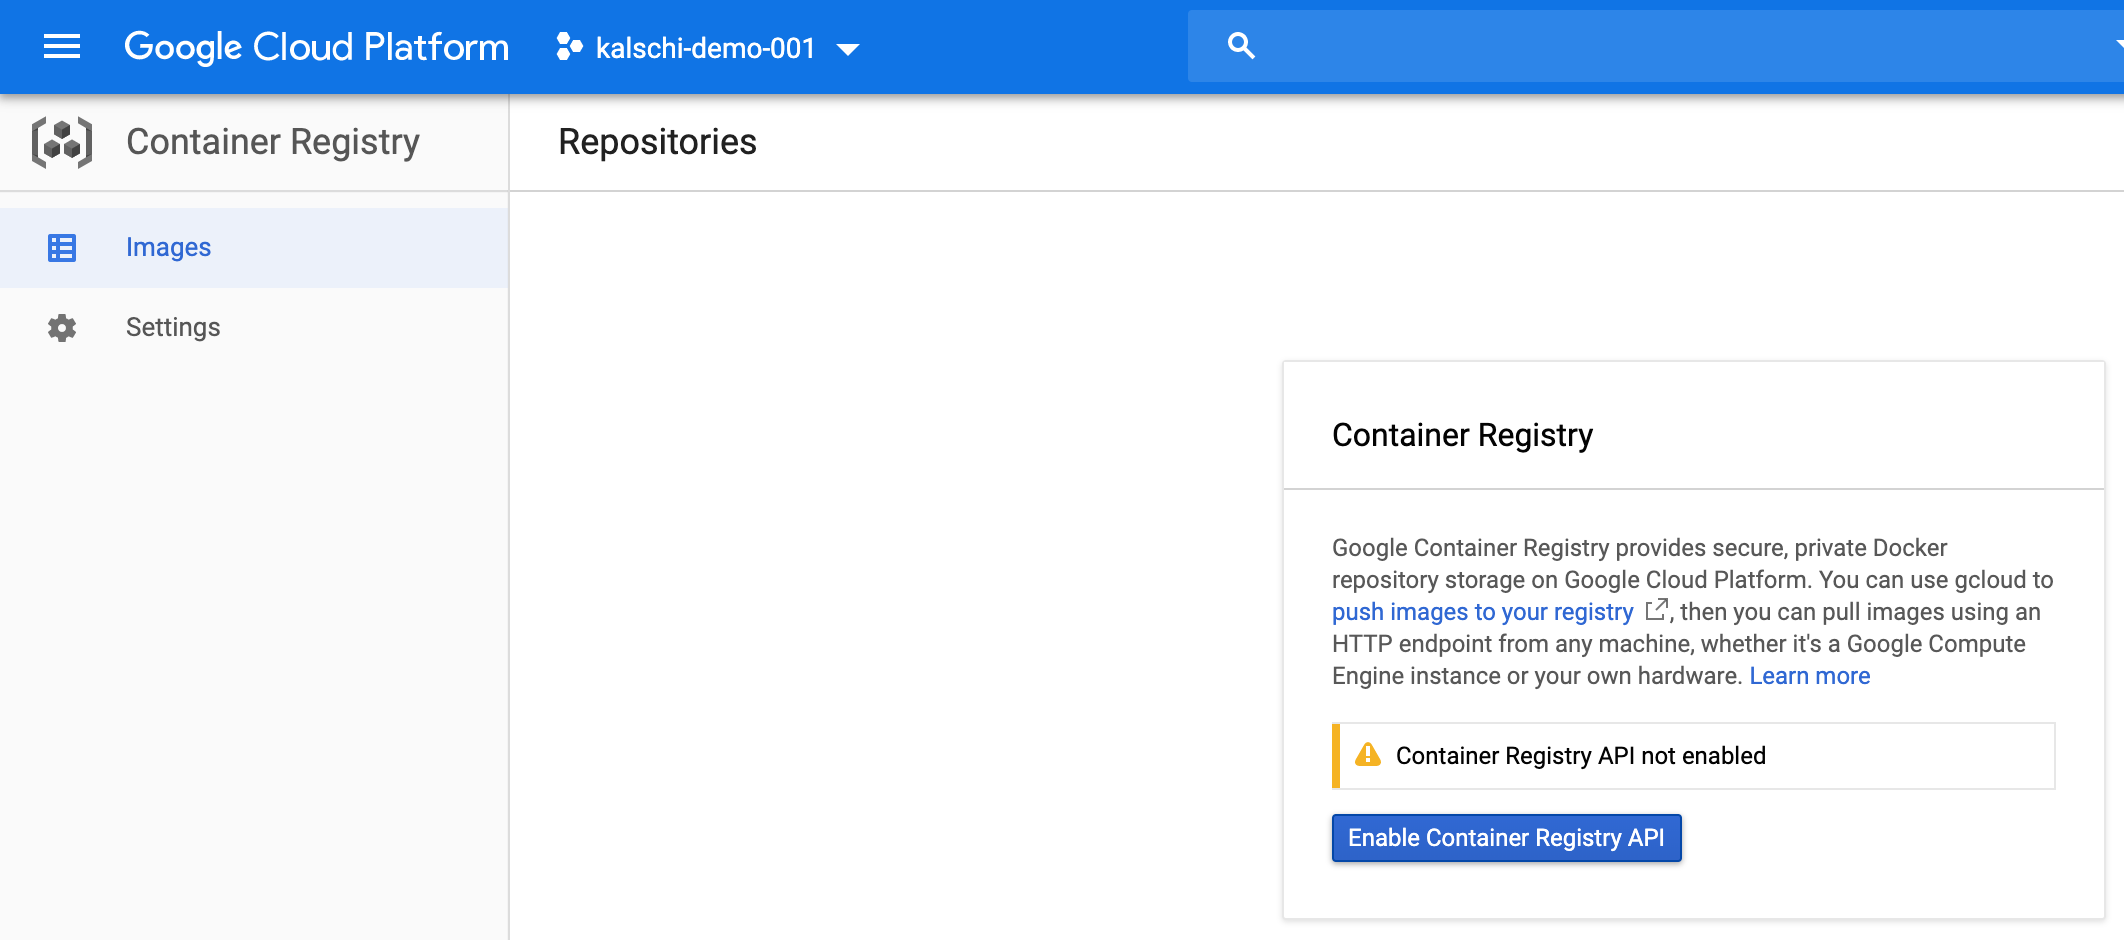 Google Cloud Platform
kalschi-demo-001
Container Registry
Repositories
Images
Settings
Container Registry
Google Container Registry provides secure, private Docker
repository storage on Google Cloud Platform. You can use gcloud to
push images to your registry , then you can pull images using an
HTTP endpoint from any machine, whether it's a Google Compute
Engine instance or your own hardware. Learn more
Container Registry API not enabled
Enable Container Registry API